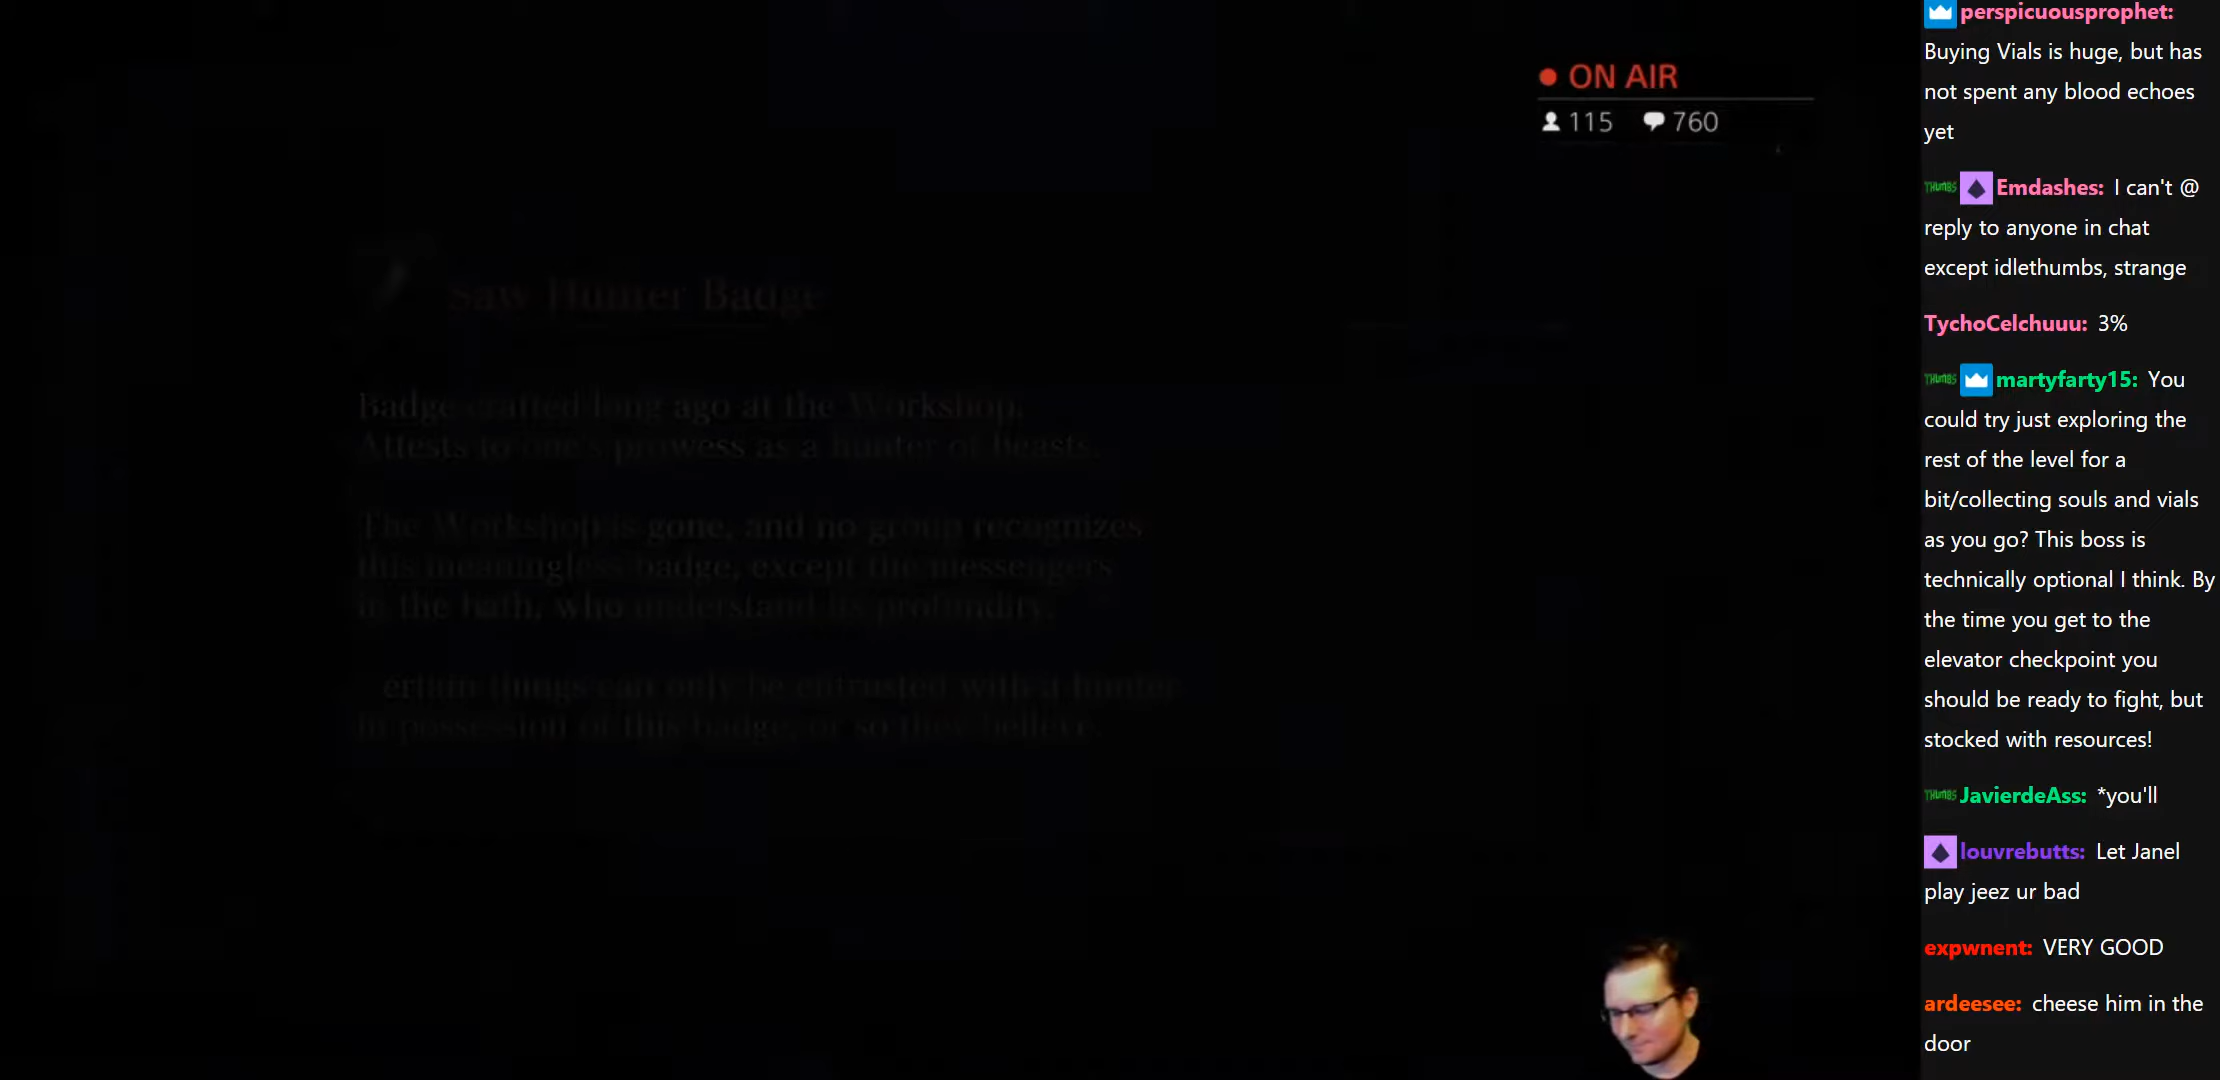 ON AIR
115 760
Saw Hunter Badge
Badge crafted long ago at the Workshop.
Attests to one's prowess as a hunter of beasts.
The Workshop is gone, and no group recognizes
this meaningless badge, except the messengers
in the bath, who understand its profundity.
ertain things can only be entrusted with a hunter
in possession of this badge, or so they believe.
perspicuousprophet:
Buying Vials is huge, but has
not spent any blood echoes
yet
THUMBS Emdashes: I can't @
reply to anyone in chat
except idlethumbs, strange
TychoCelchuuu: 3%
THUMBS martyfarty15: You
could try just exploring the
rest of the level for a
bit/collecting souls and vials
as you go? This boss is
technically optional I think. By
the time you get to the
elevator checkpoint you
should be ready to fight, but
stocked with resources!
THUMBS JavierdeAss: *you'll
louvrebutts: Let Janel
play jeez ur bad
expwnent: VERY GOOD
ardeesee: cheese him in the
door